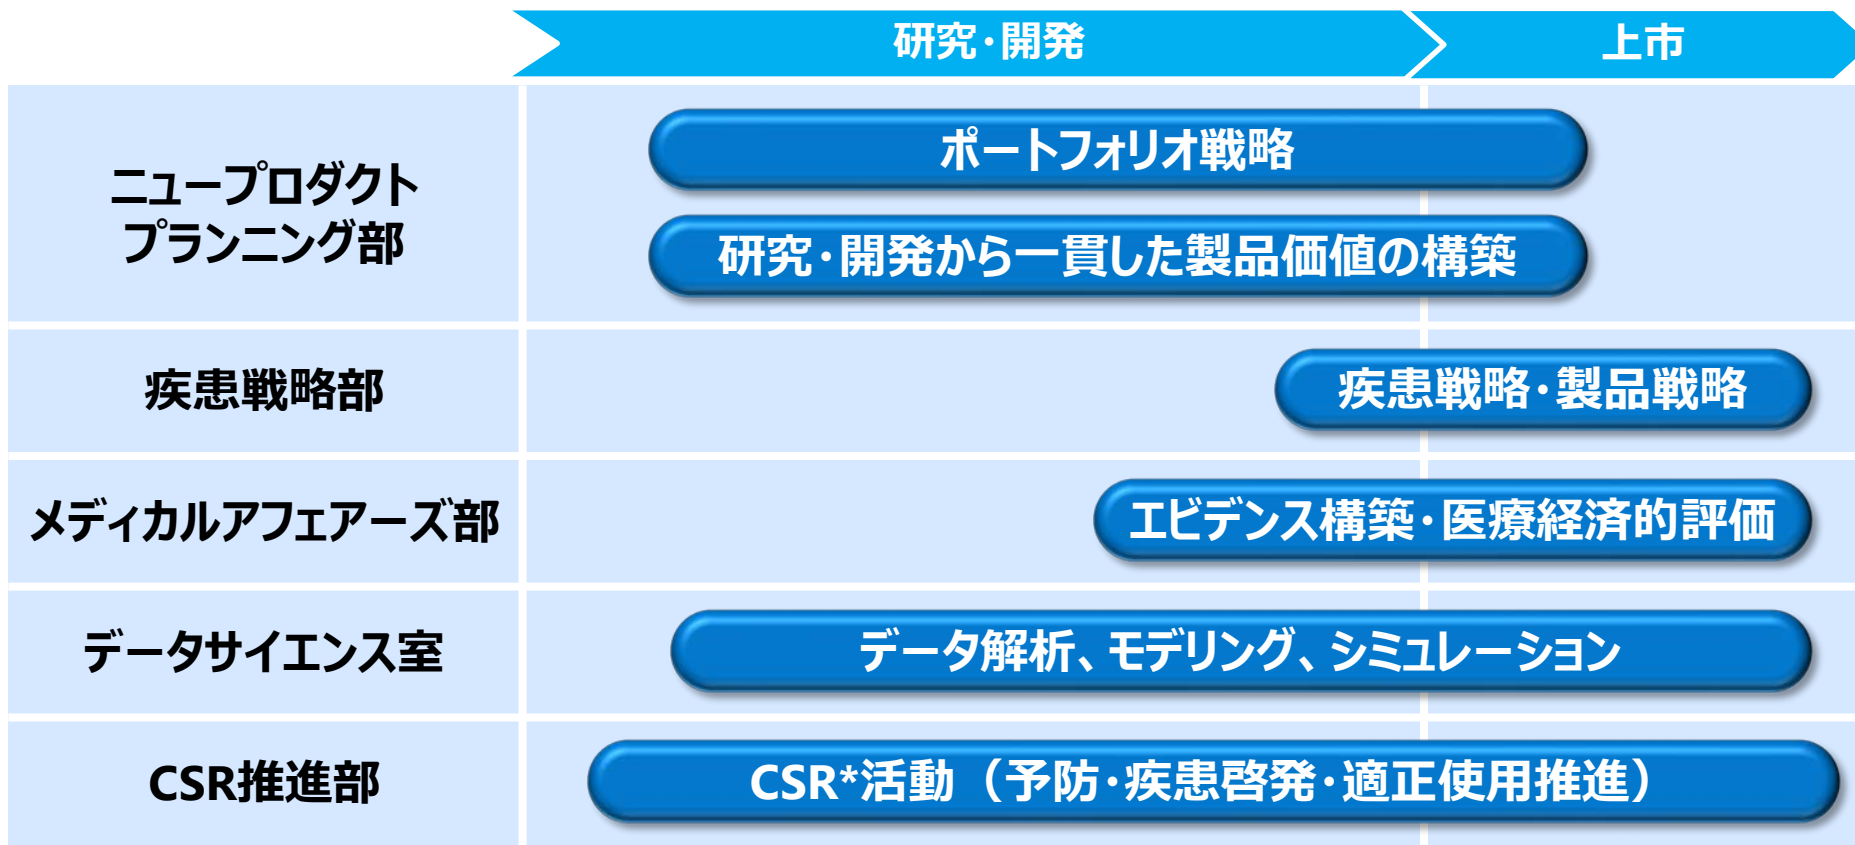 研究・開発
上市
ニュープロダクト
プランニング部
ポートフォリオ戦略
研究・開発から一貫した製品価値の構築
疾患戦略部
疾患戦略・製品戦略
メディカルアフェアーズ部
エビデンス構築・医療経済的評価
データサイエンス室
データ解析、モデリング、シミュレーション
CSR推進部
CSR*活動（予防・疾患啓発・適正使用推進）